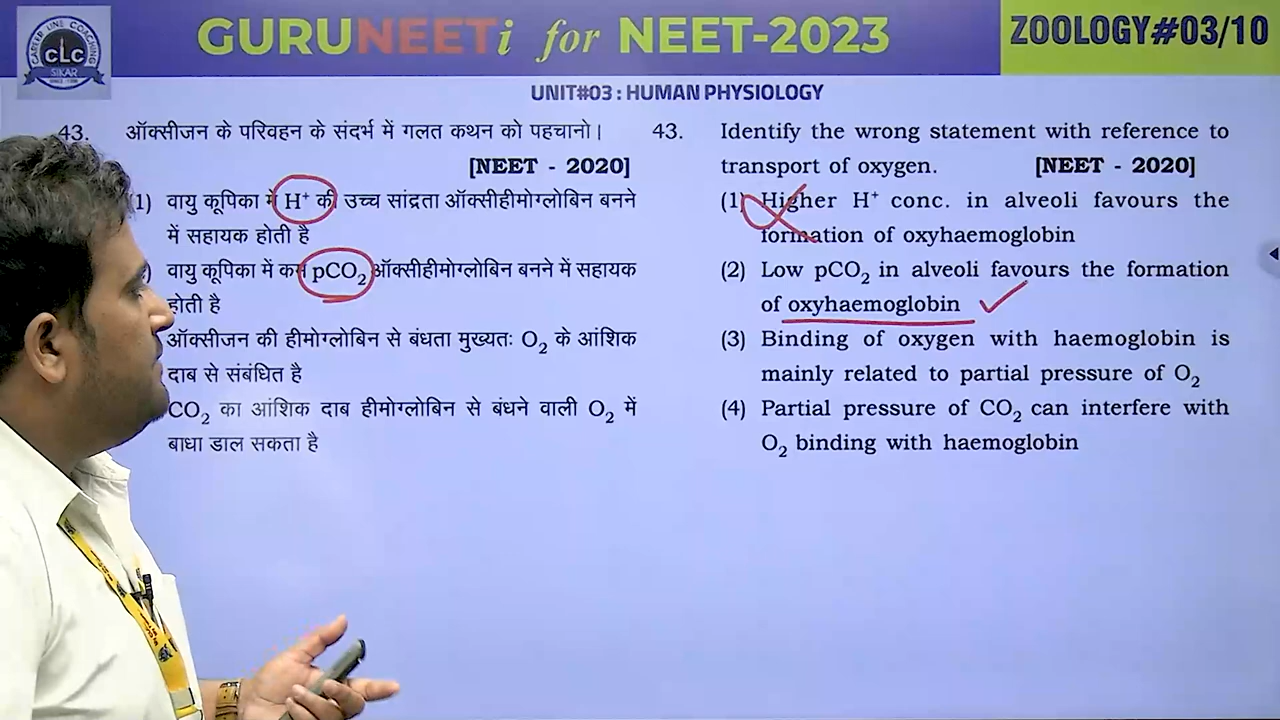 GURUNEETi for NEET-2023
ZOOLOGY#03/10
CAREER LINE COACHING
CLC
SIKAR
UNIT#03 : HUMAN PHYSIOLOGY
43. ऑक्सीजन के परिवहन के संदर्भ में गलत कथन को पहचानो।
[NEET - 2020]
1) वायु कूपिका में H⁺ की उच्च सांद्रता ऑक्सीहीमोग्लोबिन बनने
में सहायक होती है
) वायु कूपिका में कम pCO₂ ऑक्सीहीमोग्लोबिन बनने में सहायक
होती है
ऑक्सीजन की हीमोग्लोबिन से बंधता मुख्यतः O₂ के आंशिक
दाब से संबंधित है
CO₂ का आंशिक दाब हीमोग्लोबिन से बंधने वाली O₂ में
बाधा डाल सकता है
43. Identify the wrong statement with reference to
transport of oxygen. [NEET - 2020]
(1) Higher H⁺ conc. in alveoli favours the
formation of oxyhaemoglobin
(2) Low pCO₂ in alveoli favours the formation
of oxyhaemoglobin
(3) Binding of oxygen with haemoglobin is
mainly related to partial pressure of O₂
(4) Partial pressure of CO₂ can interfere with
O₂ binding with haemoglobin